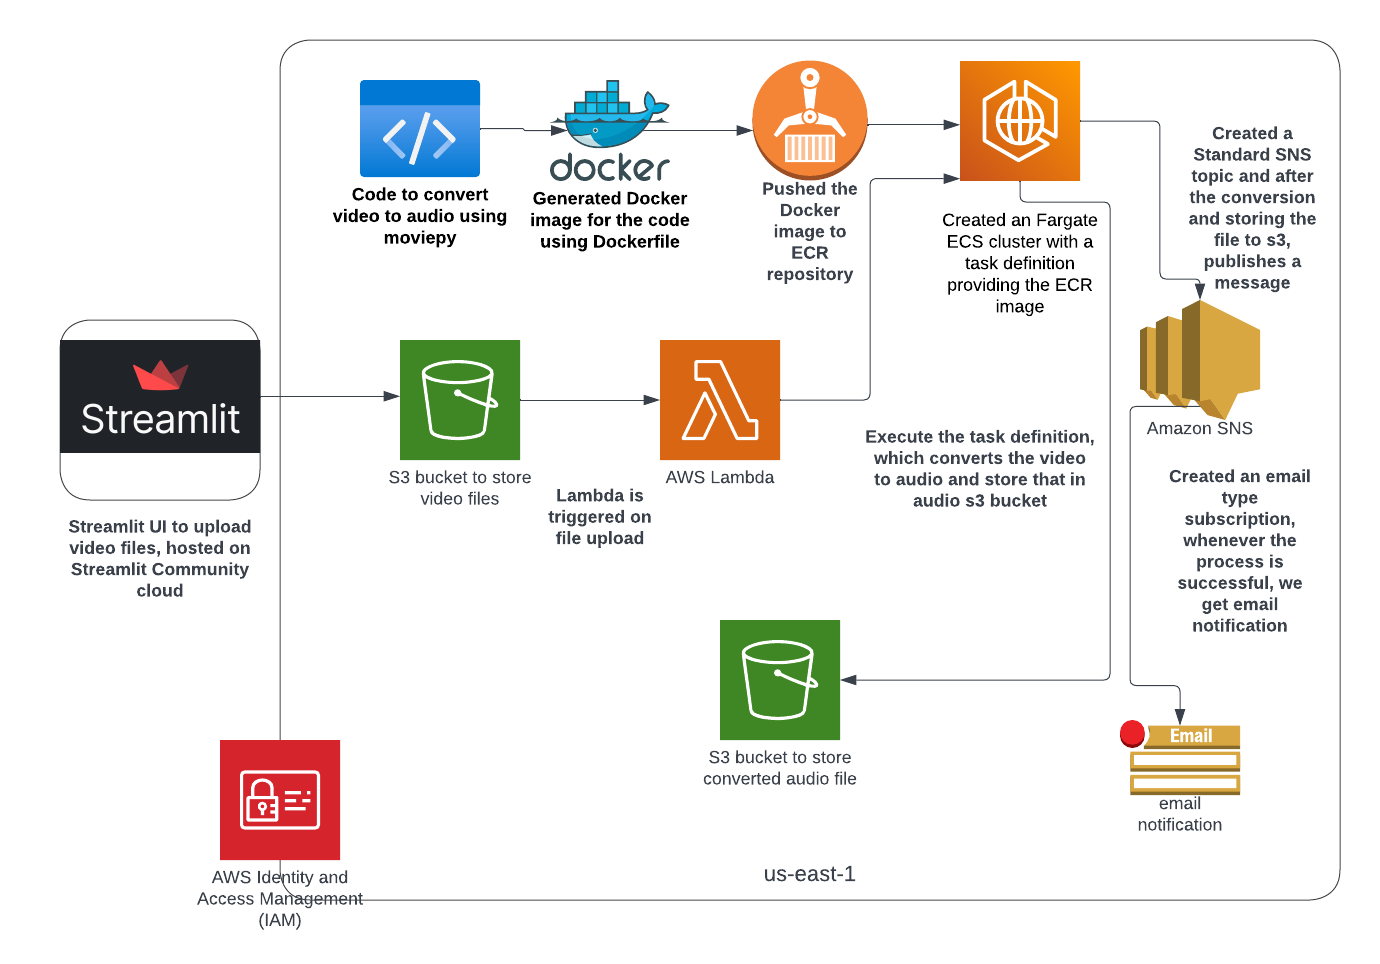 docker
Code to convert
video to audio using
moviepy
Generated Docker
image for the code
using Dockerfile
Pushed the
Docker
image to
ECR
repository
Created an Fargate
ECS cluster with a
task definition
providing the ECR
image
Created a
Standard SNS
topic and after
the conversion
and storing the
file to s3,
publishes a
message
Streamlit
Streamlit UI to upload
video files, hosted on
Streamlit Community
cloud
S3 bucket to store
video files
Lambda is
triggered on
file upload
AWS Lambda
Execute the task definition,
which converts the video
to audio and store that in
audio s3 bucket
Amazon SNS
Created an email
type
subscription,
whenever the
process is
successful, we
get email
notification
S3 bucket to store
converted audio file
Email
email
notification
AWS Identity and
Access Management
(IAM)
us-east-1